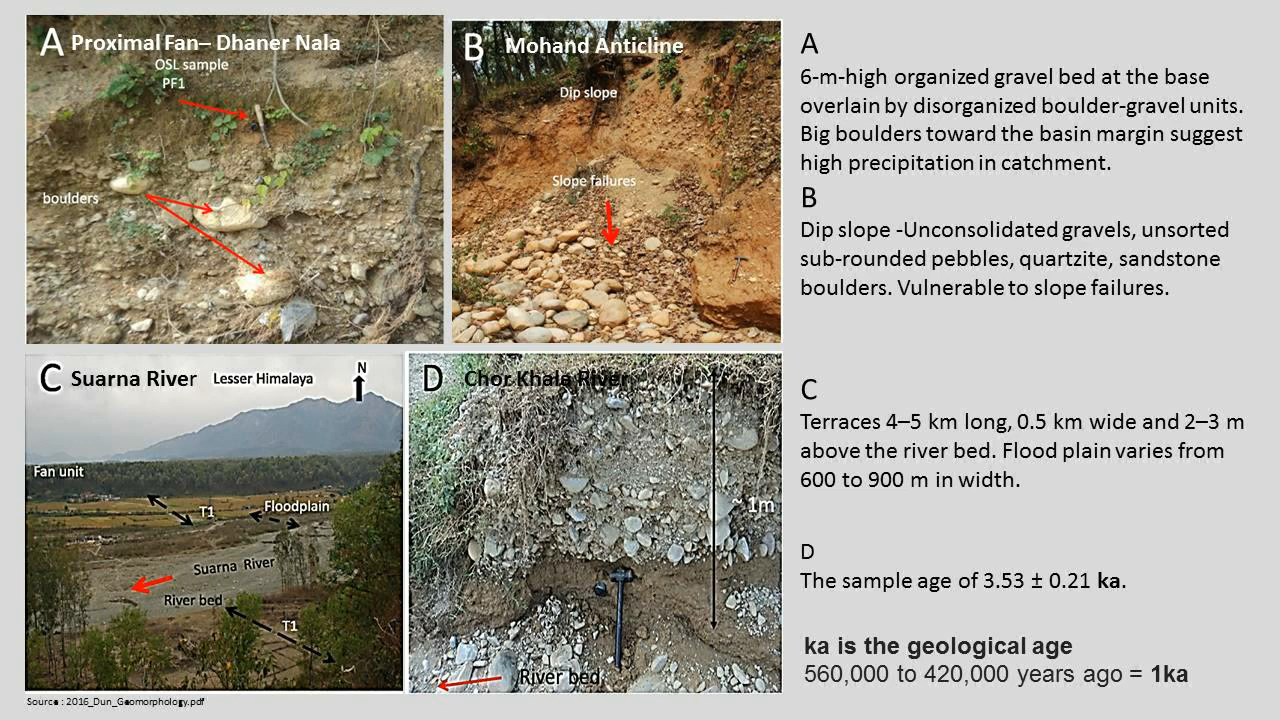 A Proximal Fan– Dhaner Nala
OSL sample
PF1
boulders
B Mohand Anticline
Dip slope
Slope failures -
A
6-m-high organized gravel bed at the base
overlain by disorganized boulder-gravel units.
Big boulders toward the basin margin suggest
high precipitation in catchment.
B
Dip slope -Unconsolidated gravels, unsorted
sub-rounded pebbles, quartzite, sandstone
boulders. Vulnerable to slope failures.
C Suarna River Lesser Himalaya N
Fan unit
T1
Floodplain
Suarna River
River bed
T1
D Chor Khala River
~ 1m
River bed
C
Terraces 4–5 km long, 0.5 km wide and 2–3 m
above the river bed. Flood plain varies from
600 to 900 m in width.
D
The sample age of 3.53 ± 0.21 ka.
ka is the geological age
560,000 to 420,000 years ago = 1ka
Source : 2016_Dun_Geomorphology.pdf